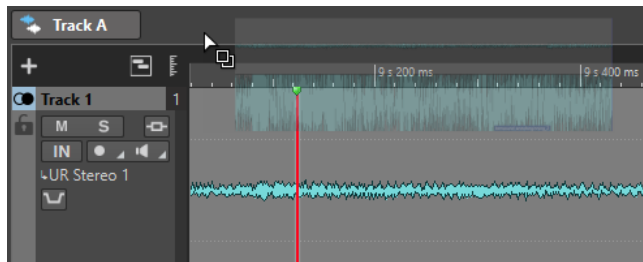 Track A
9 s 200 ms
9 s 400 ms
Track 1
1
M S
IN
UR Stereo 1